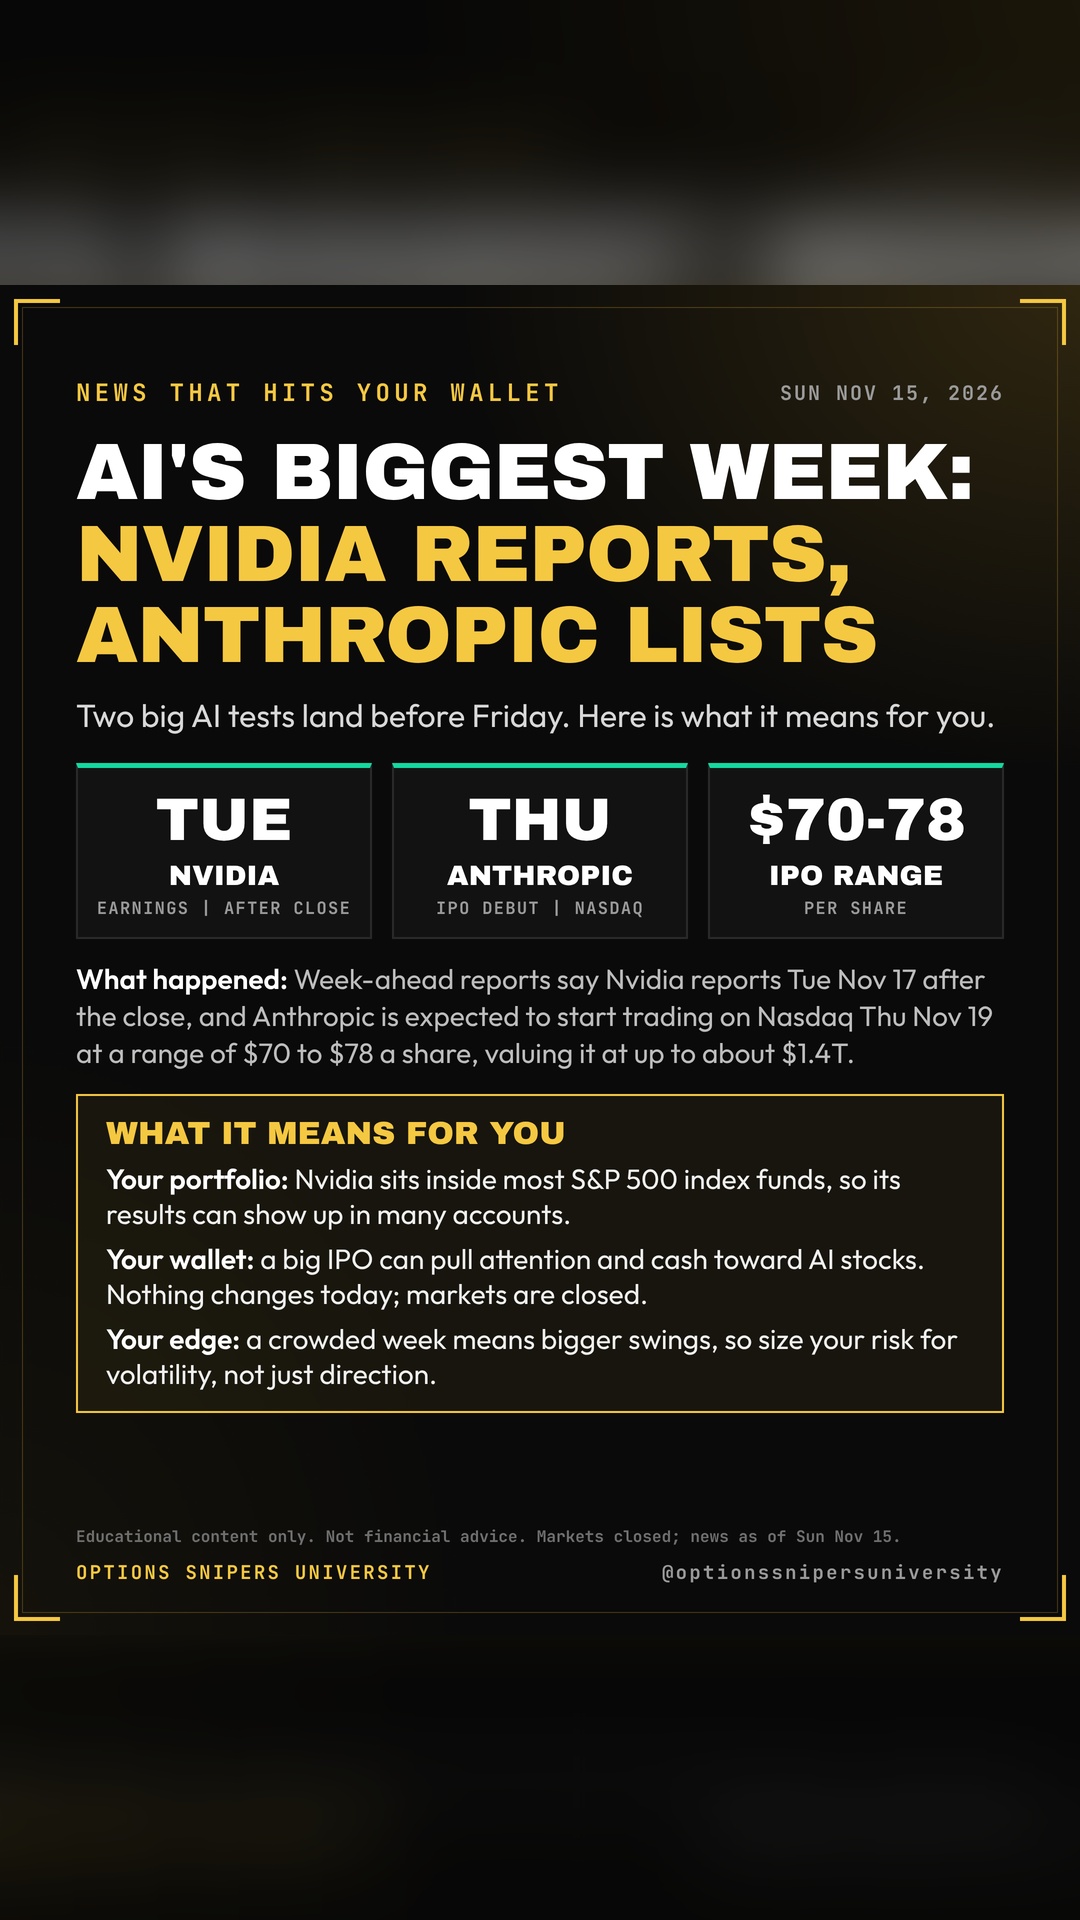 NEWS THAT HITS YOUR WALLET
SUN NOV 15, 2026
AI'S BIGGEST WEEK:
NVIDIA REPORTS,
ANTHROPIC LISTS
Two big AI tests land before Friday. Here is what it means for you.
TUE
NVIDIA
EARNINGS | AFTER CLOSE
THU
ANTHROPIC
IPO DEBUT | NASDAQ
$70-78
IPO RANGE
PER SHARE
What happened: Week-ahead reports say Nvidia reports Tue Nov 17 after
the close, and Anthropic is expected to start trading on Nasdaq Thu Nov 19
at a range of $70 to $78 a share, valuing it at up to about $1.4T.
WHAT IT MEANS FOR YOU
Your portfolio: Nvidia sits inside most S&P 500 index funds, so its
results can show up in many accounts.
Your wallet: a big IPO can pull attention and cash toward AI stocks.
Nothing changes today; markets are closed.
Your edge: a crowded week means bigger swings, so size your risk for
volatility, not just direction.
Educational content only. Not financial advice. Markets closed; news as of Sun Nov 15.
OPTIONS SNIPERS UNIVERSITY
@optionssnipersuniversity